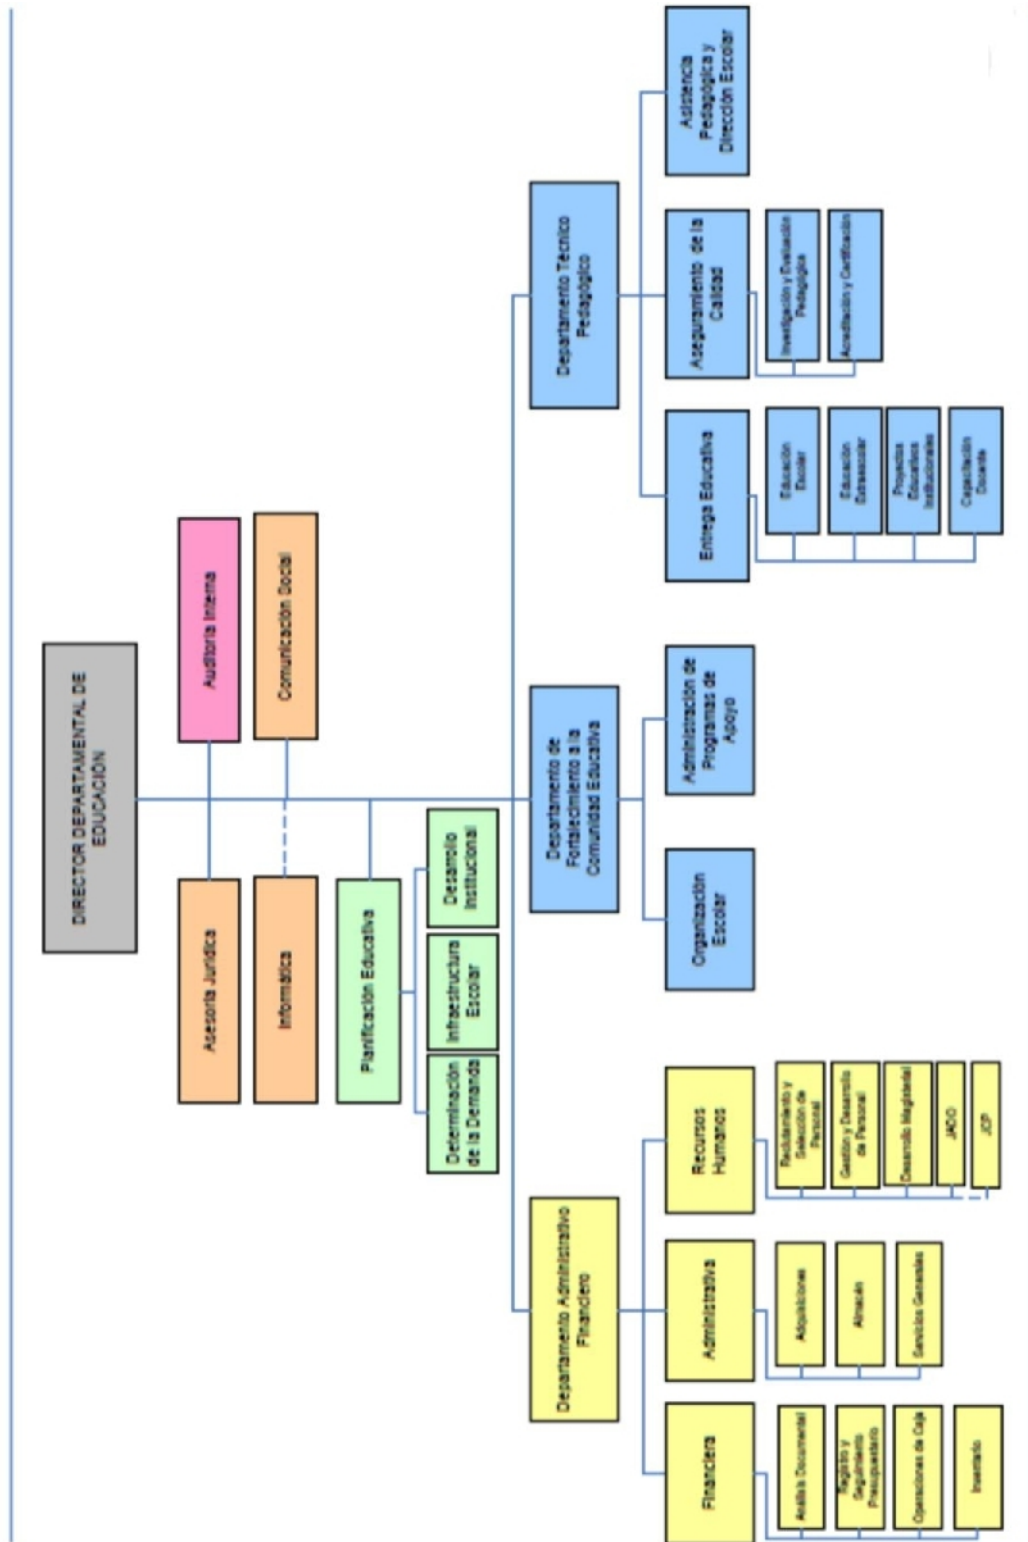 DIRECTOR DEPARTAMENTAL DE
EDUCACIÓN
Asesoría Jurídica
Auditoría Interna
Informática
Comunicación Social
Planificación Educativa
Determinación
de la Demanda
Infraestructura
Escolar
Desarrollo
Institucional
Departamento Administrativo
Financiero
Departamento de
Fortalecimiento a la
Comunidad Educativa
Departamento Técnico
Pedagógico
Financiera
Administrativa
Recursos
Humanos
Organización
Escolar
Administración de
Programas de
Apoyo
Entrega Educativa
Aseguramiento de la
Calidad
Asistencia
Pedagógica y
Dirección Escolar
Análisis Documental
Registro y
Seguimiento
Presupuestario
Operaciones de Caja
Inventario
Adquisiciones
Almacén
Servicios Generales
Reclutamiento y
Selección de
Personal
Gestión y Desarrollo
de Personal
Desarrollo Magisterial
JADO
JCP
Educación
Escolar
Educación
Extraescolar
Proyectos
Educativos
Institucionales
Capacitación
Docente
Investigación y Evaluación
Pedagógica
Acreditación y Certificación